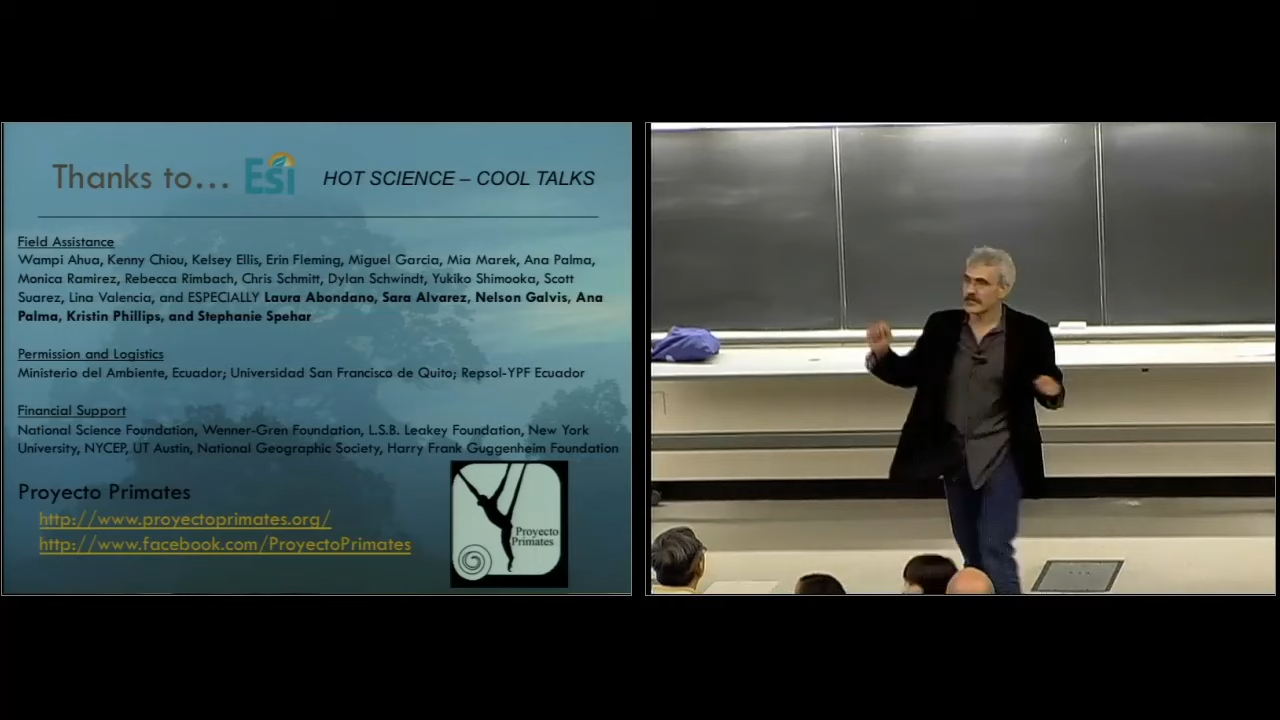 Thanks to... ESI HOT SCIENCE – COOL TALKS
Field Assistance
Wampi Ahua, Kenny Chiou, Kelsey Ellis, Erin Fleming, Miguel Garcia, Mia Marek, Ana Palma,
Monica Ramirez, Rebecca Rimbach, Chris Schmitt, Dylan Schwindt, Yukiko Shimooka, Scott
Suarez, Lina Valencia, and ESPECIALLY Laura Abondano, Sara Alvarez, Nelson Galvis, Ana
Palma, Kristin Phillips, and Stephanie Spehar
Permission and Logistics
Ministerio del Ambiente, Ecuador; Universidad San Francisco de Quito; Repsol-YPF Ecuador
Financial Support
National Science Foundation, Wenner-Gren Foundation, L.S.B. Leakey Foundation, New York
University, NYCEP, UT Austin, National Geographic Society, Harry Frank Guggenheim Foundation
Proyecto Primates
http://www.proyectoprimates.org/
http://www.facebook.com/ProyectoPrimates
Proyecto
Primates